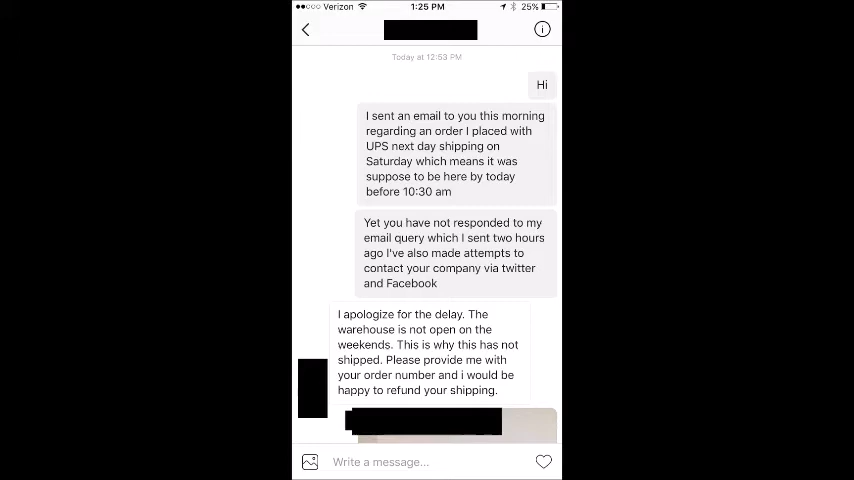 Verizon 1:25 PM 25%
Today at 12:53 PM
Hi
I sent an email to you this morning
regarding an order I placed with
UPS next day shipping on
Saturday which means it was
suppose to be here by today
before 10:30 am
Yet you have not responded to my
email query which I sent two hours
ago I've also made attempts to
contact your company via twitter
and Facebook
I apologize for the delay. The
warehouse is not open on the
weekends. This is why this has not
shipped. Please provide me with
your order number and i would be
happy to refund your shipping.
Write a message...